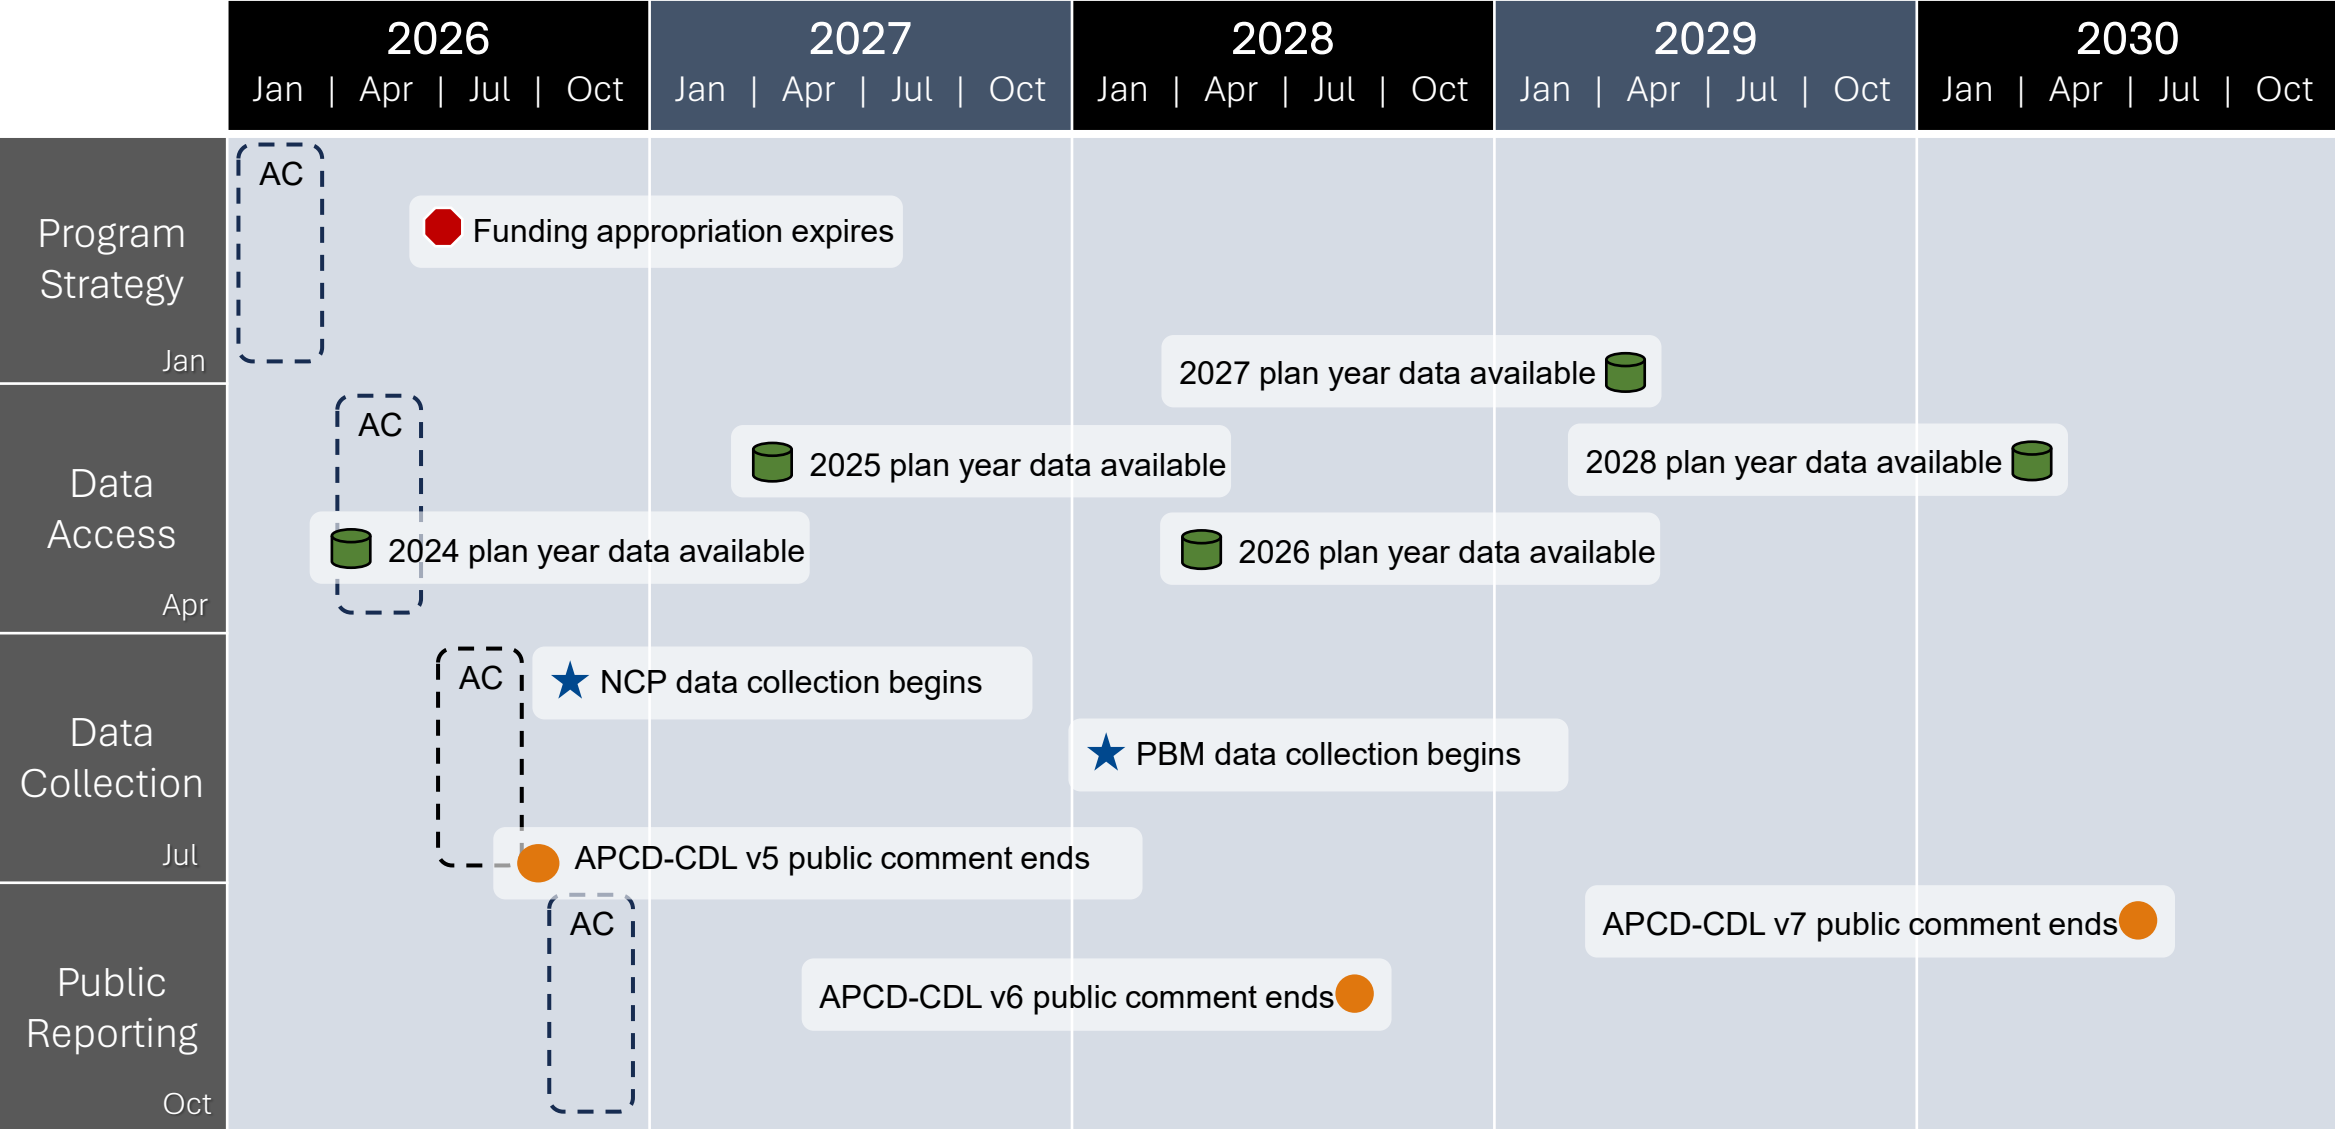 2026 2027 2028 2029 2030
Jan | Apr | Jul | Oct Jan | Apr | Jul | Oct Jan | Apr | Jul | Oct Jan | Apr | Jul | Oct Jan | Apr | Jul | Oct
Program
Strategy
Jan
AC
Funding appropriation expires
2027 plan year data available
Data
Access
Apr
AC
2025 plan year data available
2028 plan year data available
2024 plan year data available
2026 plan year data available
Data
Collection
Jul
AC
NCP data collection begins
PBM data collection begins
APCD-CDL v5 public comment ends
Public
Reporting
Oct
AC
APCD-CDL v7 public comment ends
APCD-CDL v6 public comment ends